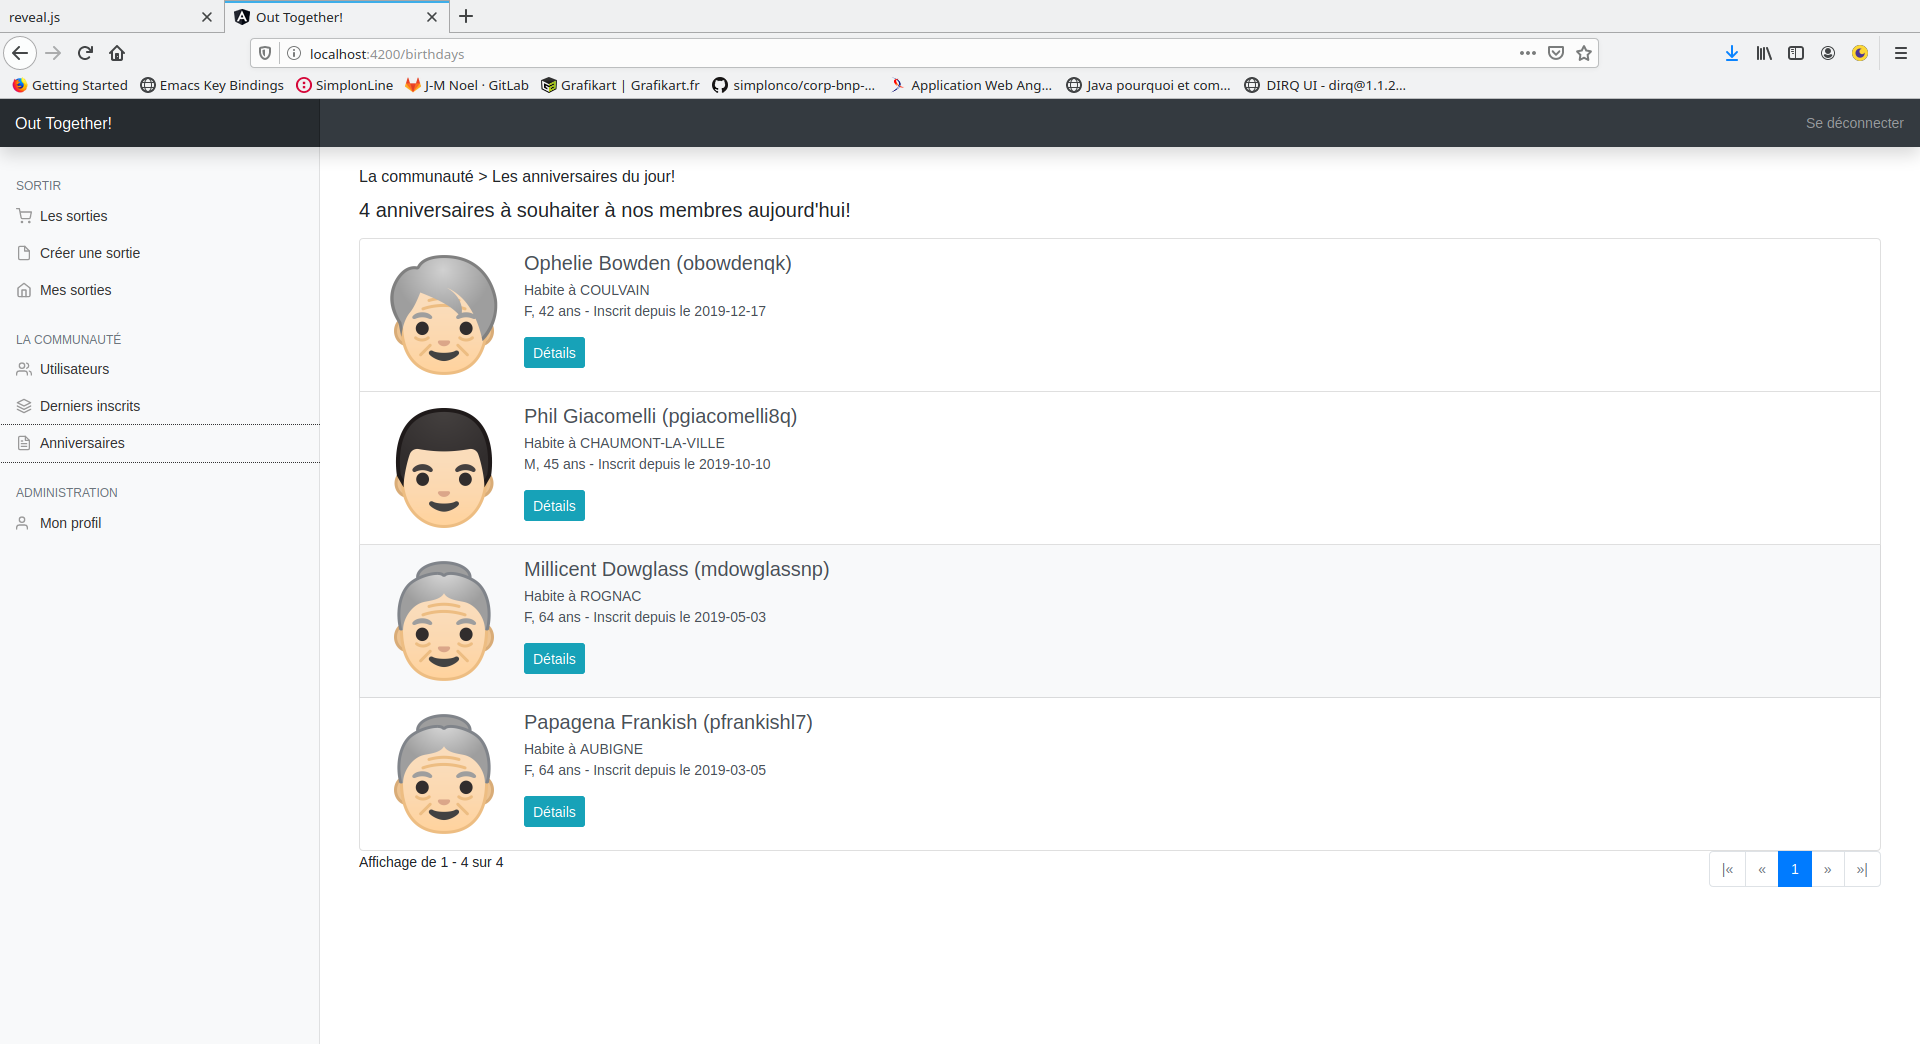 reveal.js
Out Together!
localhost:4200/birthdays
Getting Started
Emacs Key Bindings
SimplonLine
J-M Noel · GitLab
Grafikart | Grafikart.fr
simplonco/corp-bnp-...
Application Web Ang...
Java pourquoi et com...
DIRQ UI - dirq@1.1.2...
Out Together!
Se déconnecter
SORTIR
Les sorties
Créer une sortie
Mes sorties
LA COMMUNAUTÉ
Utilisateurs
Derniers inscrits
Anniversaires
ADMINISTRATION
Mon profil
La communauté > Les anniversaires du jour!
4 anniversaires à souhaiter à nos membres aujourd'hui!
Ophelie Bowden (obowdenqk)
Habite à COULVAIN
F, 42 ans - Inscrit depuis le 2019-12-17
Détails
Phil Giacomelli (pgiacomelli8q)
Habite à CHAUMONT-LA-VILLE
M, 45 ans - Inscrit depuis le 2019-10-10
Détails
Millicent Dowglass (mdowglassnp)
Habite à ROGNAC
F, 64 ans - Inscrit depuis le 2019-05-03
Détails
Papagena Frankish (pfrankishl7)
Habite à AUBIGNE
F, 64 ans - Inscrit depuis le 2019-03-05
Détails
Affichage de 1 - 4 sur 4
|« « 1 » »|